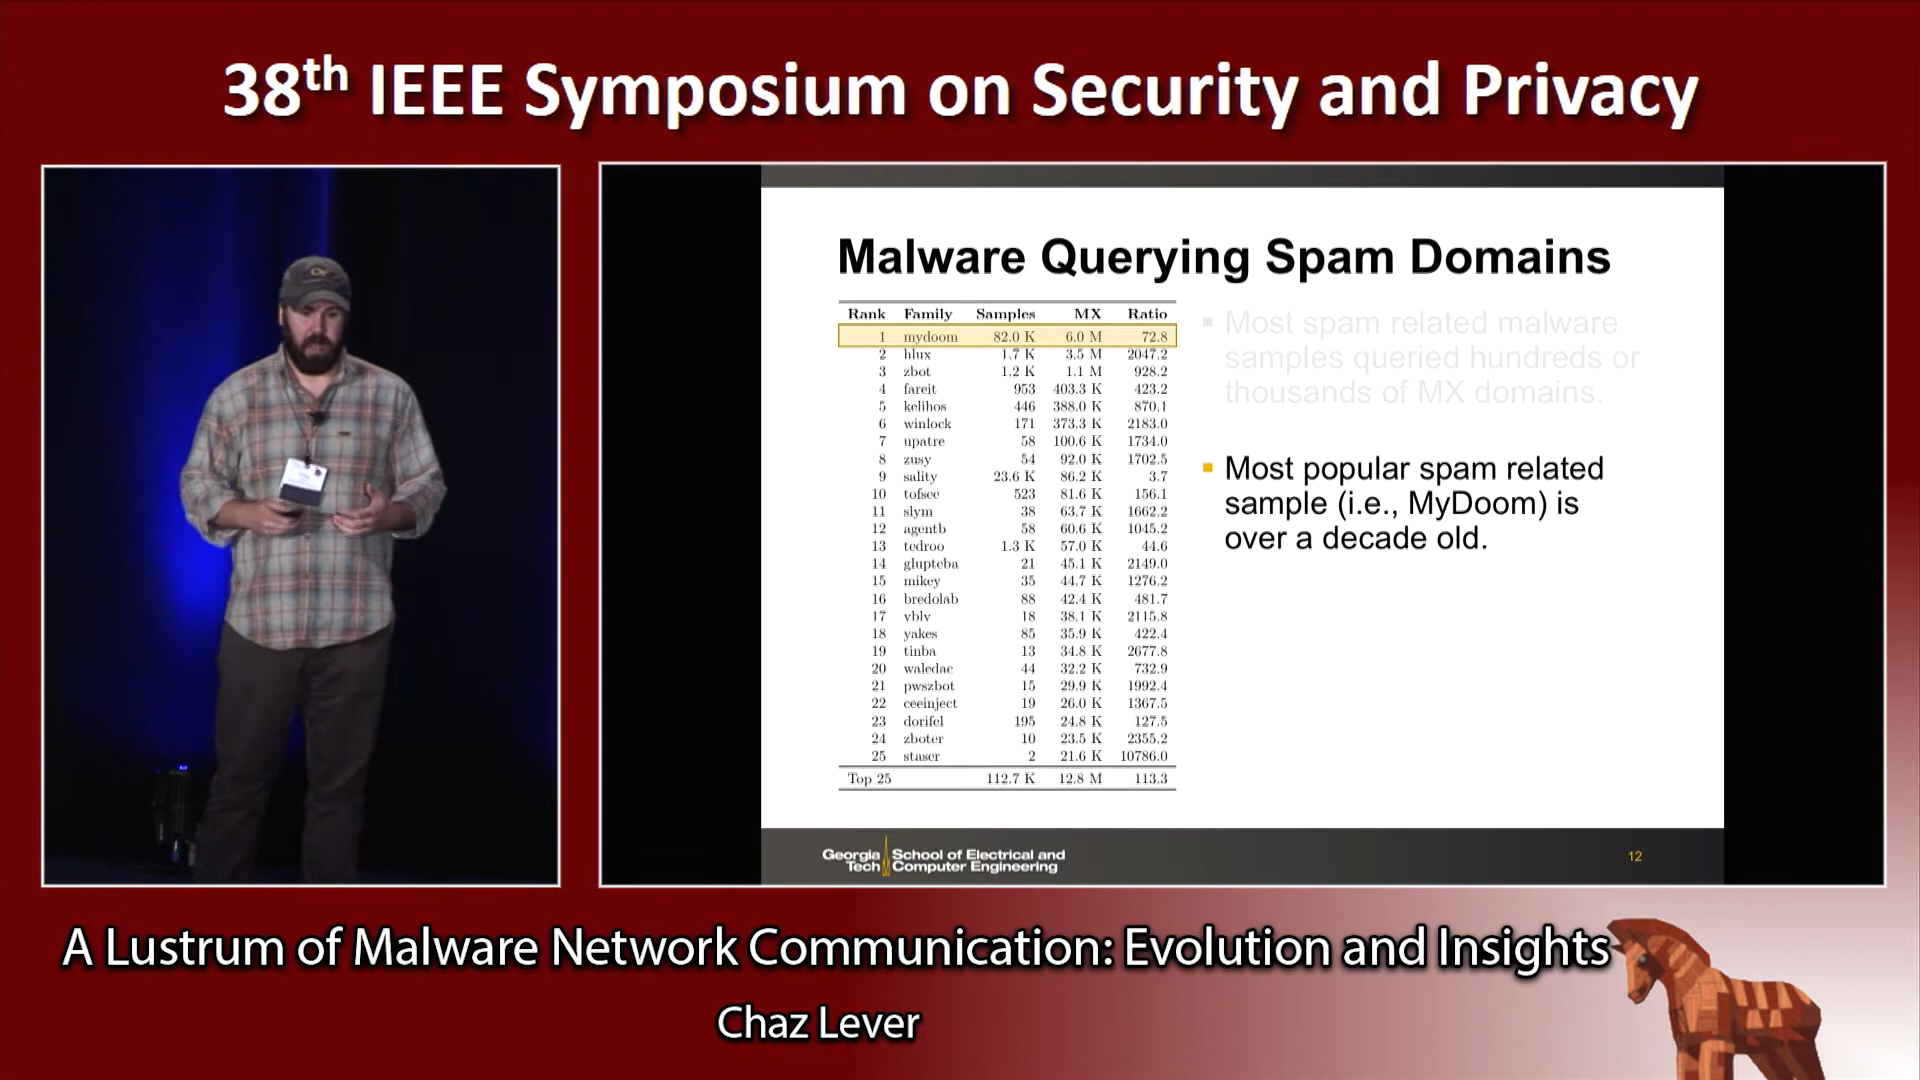 38th IEEE Symposium on Security and Privacy
Malware Querying Spam Domains
Rank Family Samples MX Ratio
1 mydoom 82.0 K 6.0 M 72.8
2 hlux 1.7 K 3.5 M 2047.2
3 zbot 1.2 K 1.1 M 928.2
4 fareit 953 403.3 K 423.2
5 kelihos 446 388.0 K 870.1
6 winlock 171 373.3 K 2183.0
7 upatre 58 100.6 K 1734.0
8 zusy 54 92.0 K 1702.5
9 sality 23.6 K 86.2 K 3.7
10 tofsee 523 81.6 K 156.1
11 slym 38 63.7 K 1662.2
12 agentb 58 60.6 K 1045.2
13 tedroo 1.3 K 57.0 K 44.6
14 glupteba 21 45.1 K 2149.0
15 mikey 35 44.7 K 1276.2
16 bredolab 88 42.4 K 481.7
17 vblv 18 38.1 K 2115.8
18 yakes 85 35.9 K 422.4
19 tinba 13 34.8 K 2677.8
20 waledac 44 32.2 K 732.9
21 pwszbot 15 29.9 K 1992.4
22 ceeinject 19 26.0 K 1367.5
23 dorifel 195 24.8 K 127.5
24 zboter 10 23.5 K 2355.2
25 staser 2 21.6 K 10786.0
Top 25 112.7 K 12.8 M 113.3
Most spam related malware
samples queried hundreds or
thousands of MX domains.
Most popular spam related
sample (i.e., MyDoom) is
over a decade old.
Georgia Tech School of Electrical and
Computer Engineering
12
A Lustrum of Malware Network Communication: Evolution and Insights
Chaz Lever